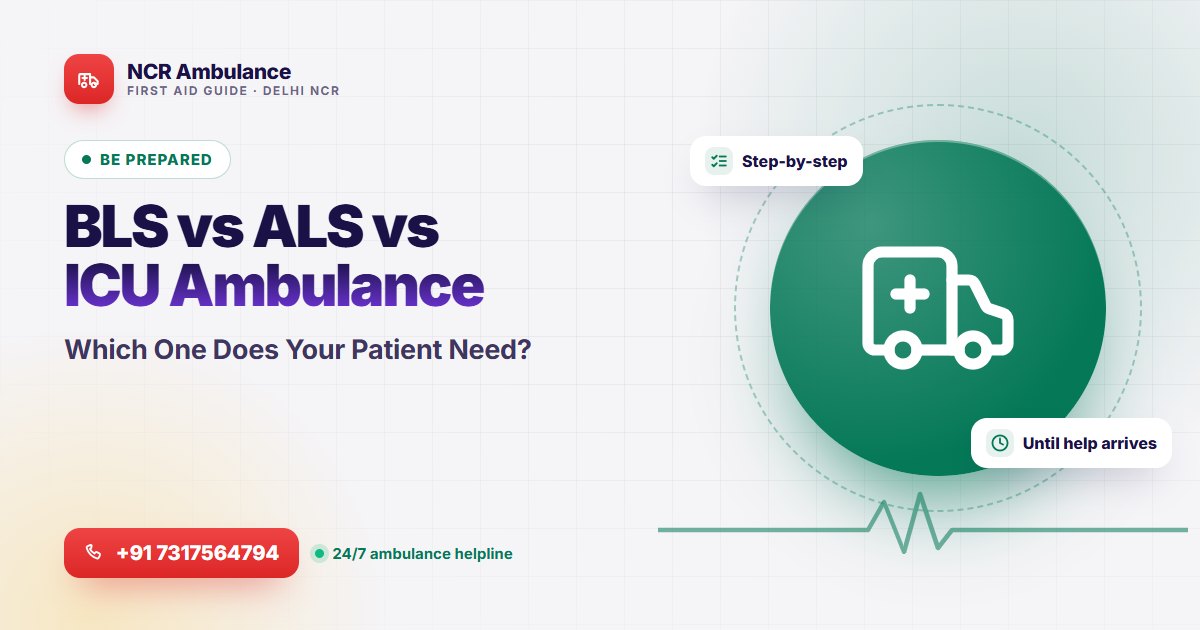 NCR Ambulance
FIRST AID GUIDE · DELHI NCR
BE PREPARED
BLS vs ALS vs
ICU Ambulance
Which One Does Your Patient Need?
Step-by-step
Until help arrives
+91 7317564794
24/7 ambulance helpline